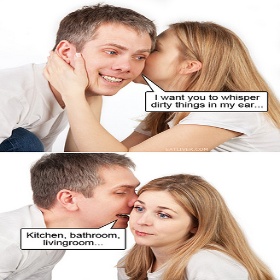 I want you to whisper
dirty things in my ear...
Kitchen, bathroom,
livingroom...